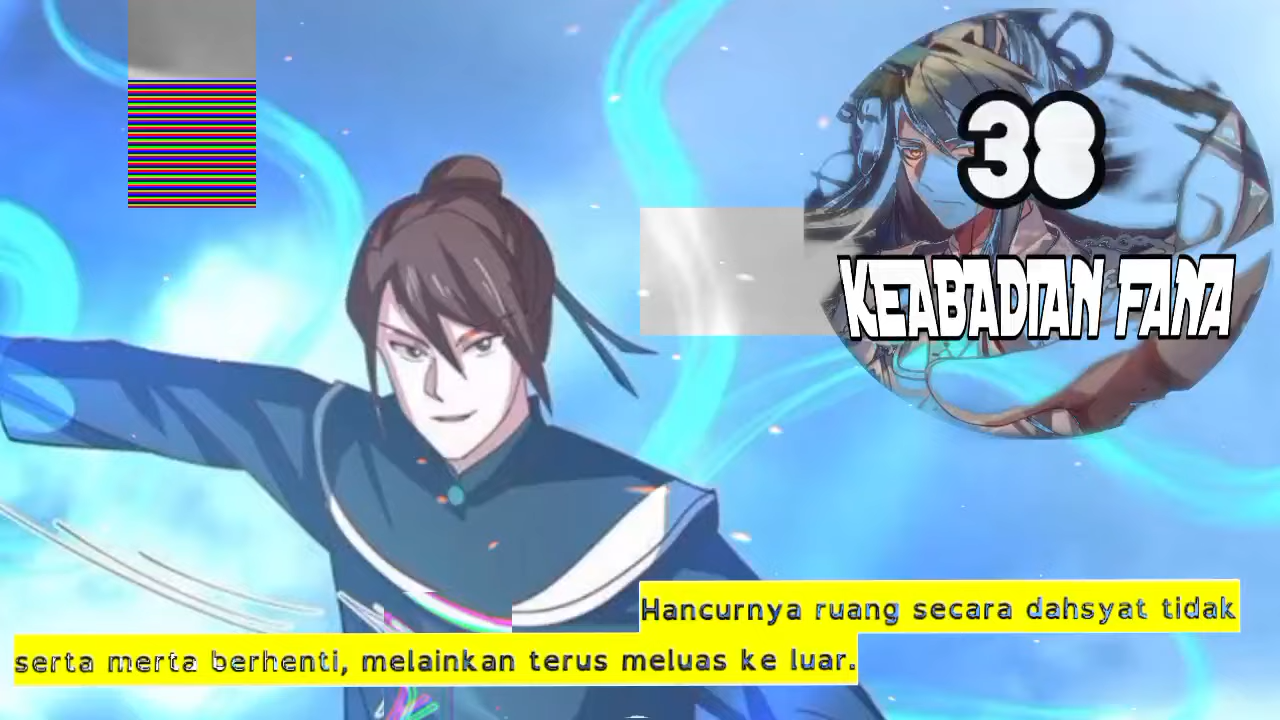 38
KEABADIAN FANA
Hancurnya ruang secara dahsyat tidak
serta merta berhenti, melainkan terus meluas ke luar.